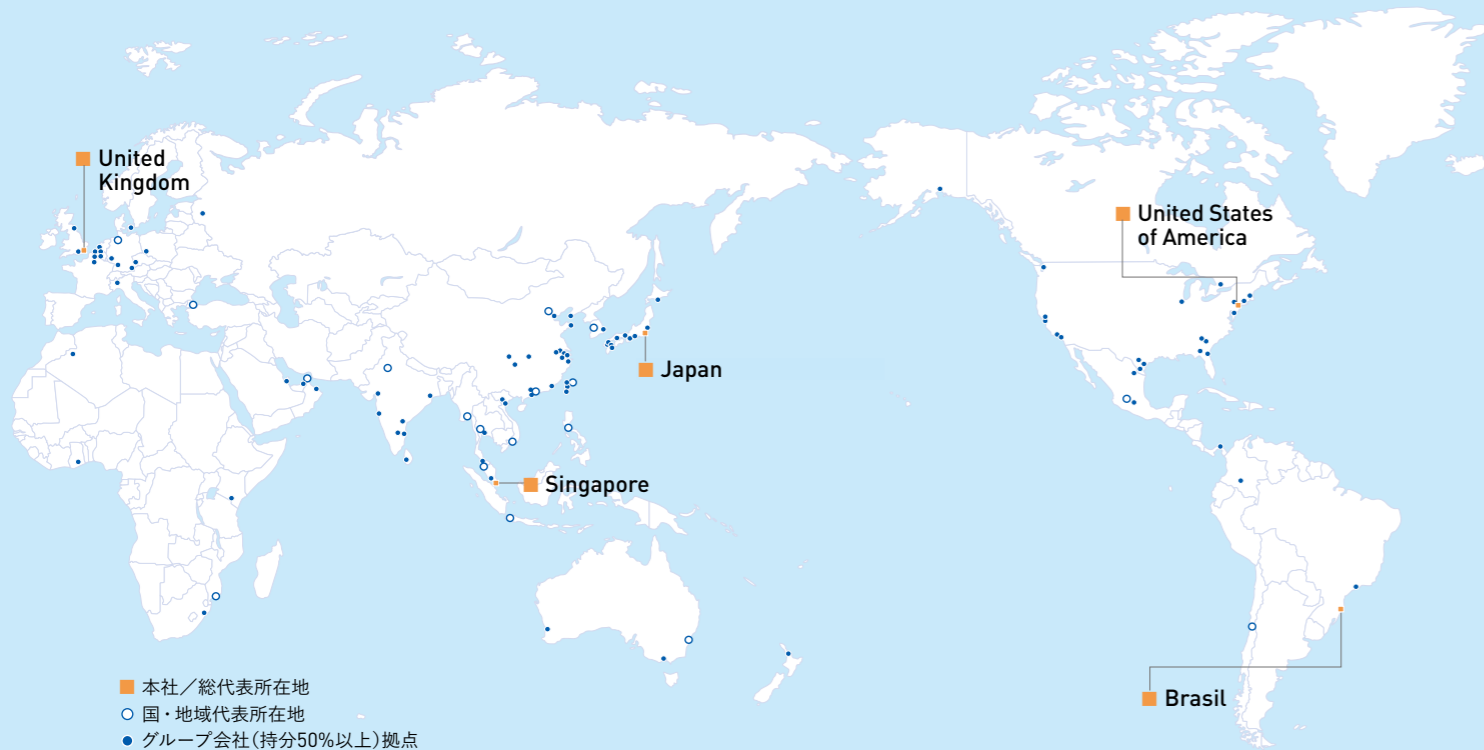 United
Kingdom
United States
of America
Japan
Singapore
Brasil
本社／総代表所在地
国・地域代表所在地
グループ会社(持分50%以上)拠点